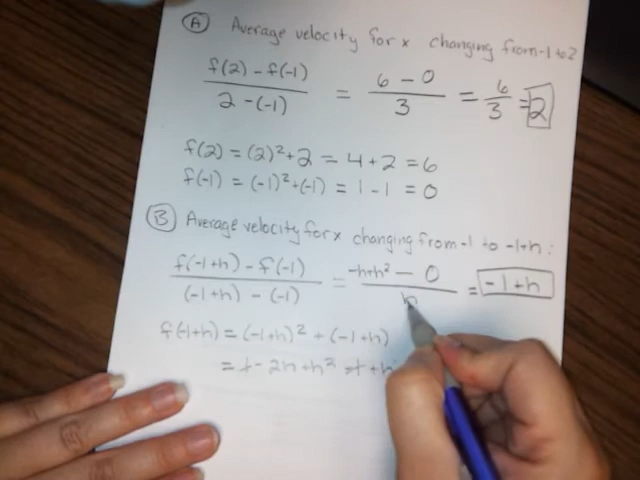 A Average velocity for x changing from -1 to 2
f(2) - f(-1) / 2 - (-1) = 6 - 0 / 3 = 6/3 = 2
f(2) = (2)² + 2 = 4 + 2 = 6
f(-1) = (-1)² + (-1) = 1 - 1 = 0
B Average velocity for x changing from -1 to -1+h:
f(-1+h) - f(-1) / (-1+h) - (-1) = -h+h² - 0 / h = -1+h
f(-1+h) = (-1+h)² + (-1+h)
= 1 - 2h + h² - 1 + h